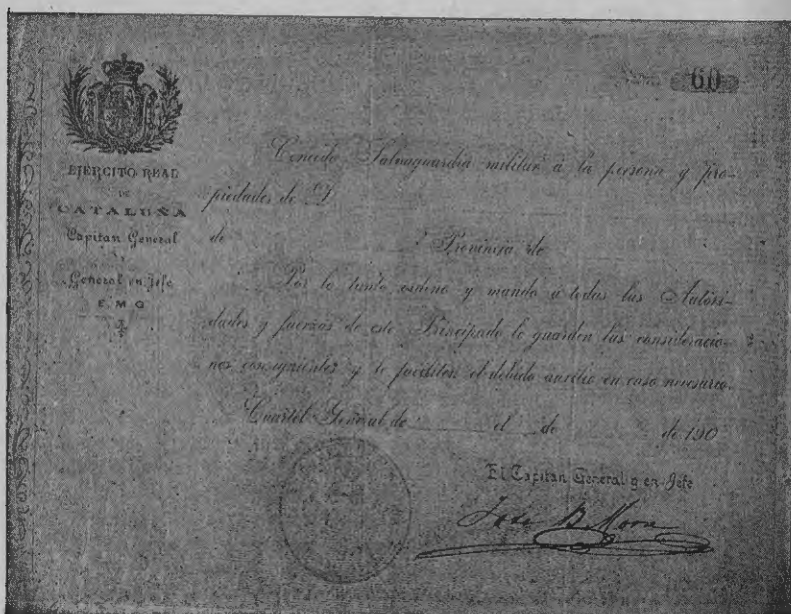 60
EJÉRCITO REAL
DE
CATALUÑA
Capitan General
Y
General en Jefe
E. M. G
Concedo Salvaguardia militar á la persona y pro-
piedades de D
de Provincia de
Por lo tanto ordeno y mando á todas las Autori-
dades y fuerzas de este Principado le guarden las consideracio-
nes consiguientes y le faciliten el debido auxilio en caso necesario.
Cuartel General de el de de 190
El Capitan General y en Jefe
José B. Moore